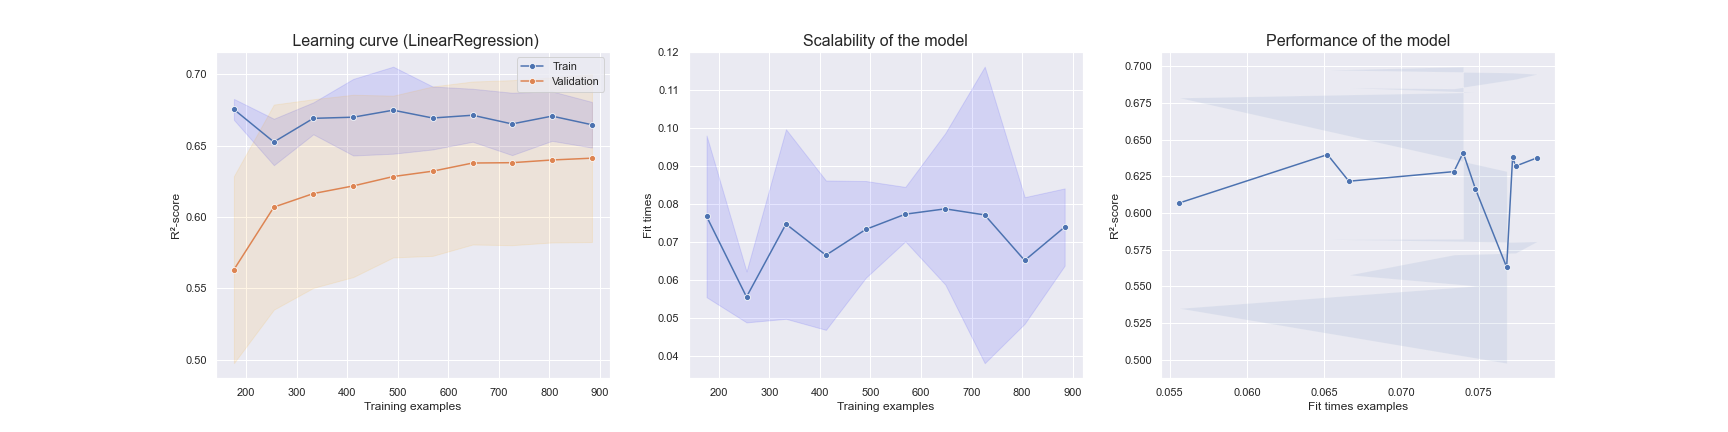 Learning curve (LinearRegression)
Train
Validation
0.70
0.65
0.60
0.55
0.50
R²-score
200 300 400 500 600 700 800 900
Training examples
Scalability of the model
0.12
0.11
0.10
0.09
0.08
0.07
0.06
0.05
0.04
Fit times
200 300 400 500 600 700 800 900
Training examples
Performance of the model
0.700
0.675
0.650
0.625
0.600
0.575
0.550
0.525
0.500
R²-score
0.055 0.060 0.065 0.070 0.075
Fit times examples